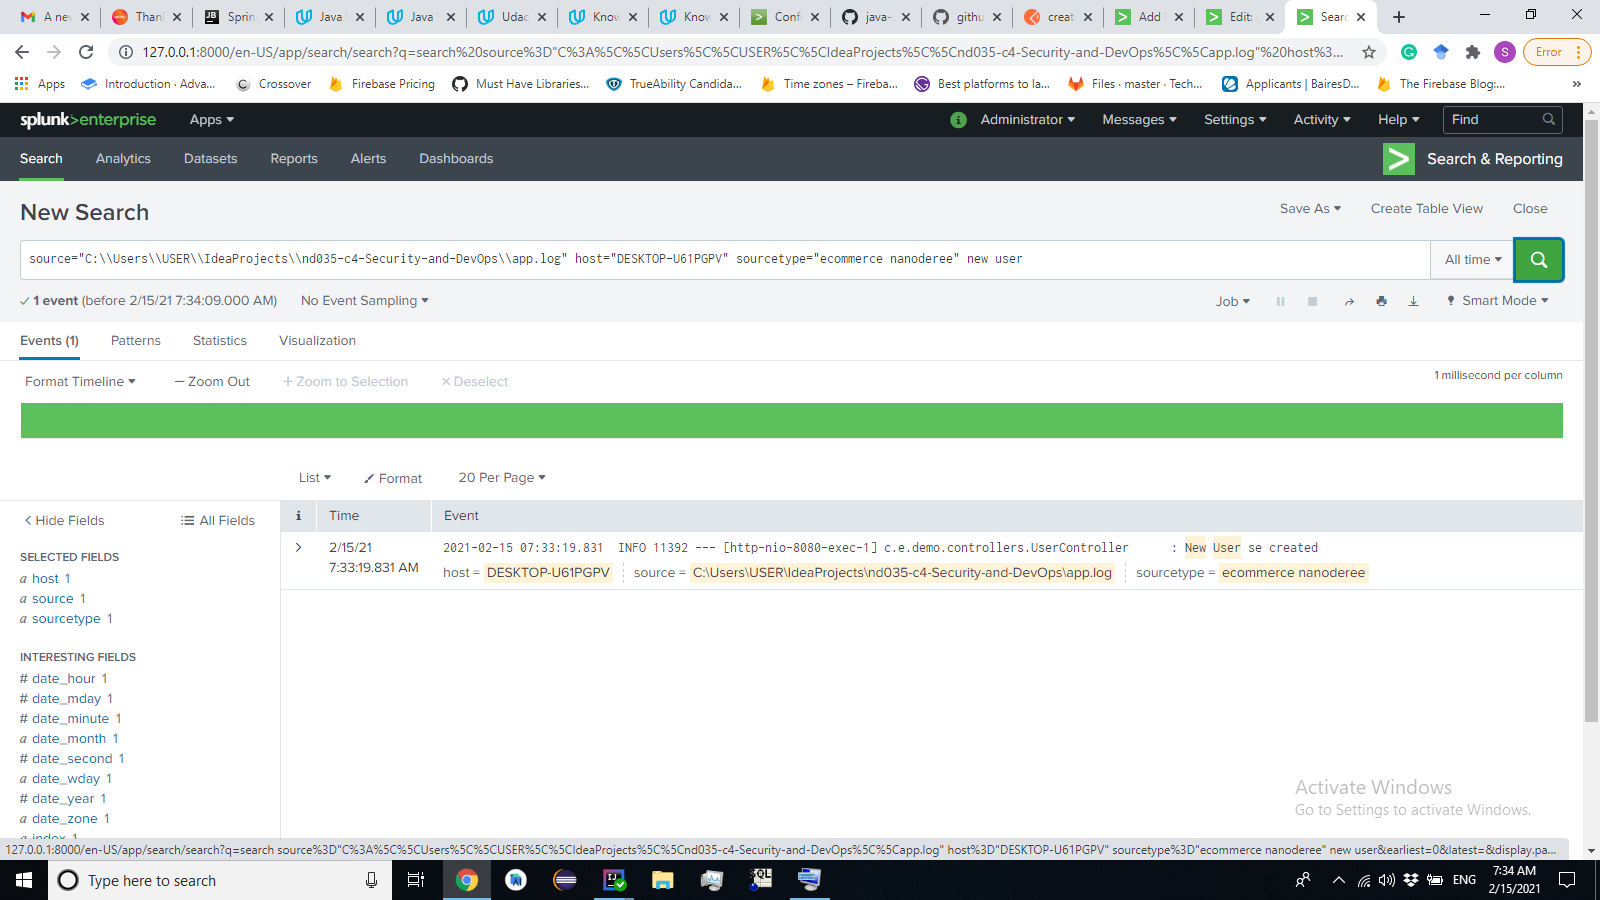 A new
Than
Sprin
Java
Java
Udac
Know
Know
Confi
java-
githu
creat
Add
Edit:
Searc
127.0.0.1:8000/en-US/app/search/search?q=search%20source%3D"C%3A%5C%5CUsers%5C%5CUSER%5C%5CIdeaProjects%5C%5Cnd035-c4-Security-and-DevOps%5C%5Capp.log"%20host%3...
S
Error
Apps
Introduction · Adva...
Crossover
Firebase Pricing
Must Have Libraries...
TrueAbility Candida...
Time zones – Fireba...
Best platforms to la...
Files · master · Tech...
Applicants | BairesD...
The Firebase Blog:...
»
splunk>enterprise
Apps
Administrator
Messages
Settings
Activity
Help
Find
Search
Analytics
Datasets
Reports
Alerts
Dashboards
Search & Reporting
New Search
Save As
Create Table View
Close
source="C:\\Users\\USER\\IdeaProjects\\nd035-c4-Security-and-DevOps\\app.log" host="DESKTOP-U61PGPV" sourcetype="ecommerce nanoderee" new user
All time
✓ 1 event (before 2/15/21 7:34:09.000 AM)
No Event Sampling
Job
Smart Mode
Events (1)
Patterns
Statistics
Visualization
Format Timeline
— Zoom Out
+ Zoom to Selection
× Deselect
1 millisecond per column
List
Format
20 Per Page
< Hide Fields
All Fields
i
Time
Event
SELECTED FIELDS
a host 1
a source 1
a sourcetype 1
INTERESTING FIELDS
# date_hour 1
# date_mday 1
# date_minute 1
a date_month 1
# date_second 1
a date_wday 1
# date_year 1
a date_zone 1
a index 1
>
2/15/21
7:33:19.831 AM
2021-02-15 07:33:19.831 INFO 11392 --- [http-nio-8080-exec-1] c.e.demo.controllers.UserController : New User se created
host = DESKTOP-U61PGPV
source = C:\Users\USER\IdeaProjects\nd035-c4-Security-and-DevOps\app.log
sourcetype = ecommerce nanoderee
Activate Windows
Go to Settings to activate Windows.
127.0.0.1:8000/en-US/app/search/search?q=search source%3D"C%3A%5C%5CUsers%5C%5CUSER%5C%5CIdeaProjects%5C%5Cnd035-c4-Security-and-DevOps%5C%5Capp.log" host%3D"DESKTOP-U61PGPV" sourcetype%3D"ecommerce nanoderee" new user&earliest=0&latest=&display.pa...
Type here to search
ENG
7:34 AM
2/15/2021